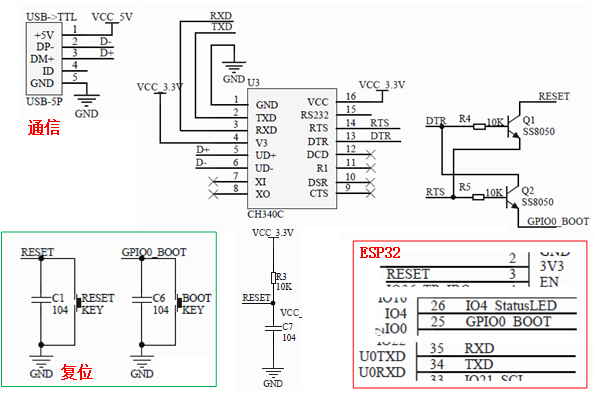 USB->TTL
VCC_5V
+5V 1
DP- 2 D-
DM+ 3 D+
ID 4
GND 5
USB-5P
GND
通信
RXD
TXD
GND
VCC_3.3V
U3
VCC_3.3V
1 GND
2 TXD
3 RXD
4 V3
D+ 5 UD+
D- 6 UD-
7 XI
8 XO
VCC 16
RS232 15
RTS 14 RTS
DTR 13 DTR
DCD 12
R1 11
DSR 10
CTS 9
CH340C
RESET
Q1
DTR R4 10K
SS8050
RTS R5 10K
Q2
SS8050
GPIO0_BOOT
RESET
C1
104
RESET
KEY
GND
GPIO0_BOOT
C6
104
BOOT
KEY
GND
复位
VCC_3.3V
R3
10K
RESET
VCC_
C7
104
GND
ESP32
GND
2 3V3
RESET 3 EN
IO16
IO4 26 IO4_StatusLED
IO0 25 GPIO0_BOOT
IO22
U0TXD 35 RXD
U0RXD 34 TXD
33 IO21_SCL